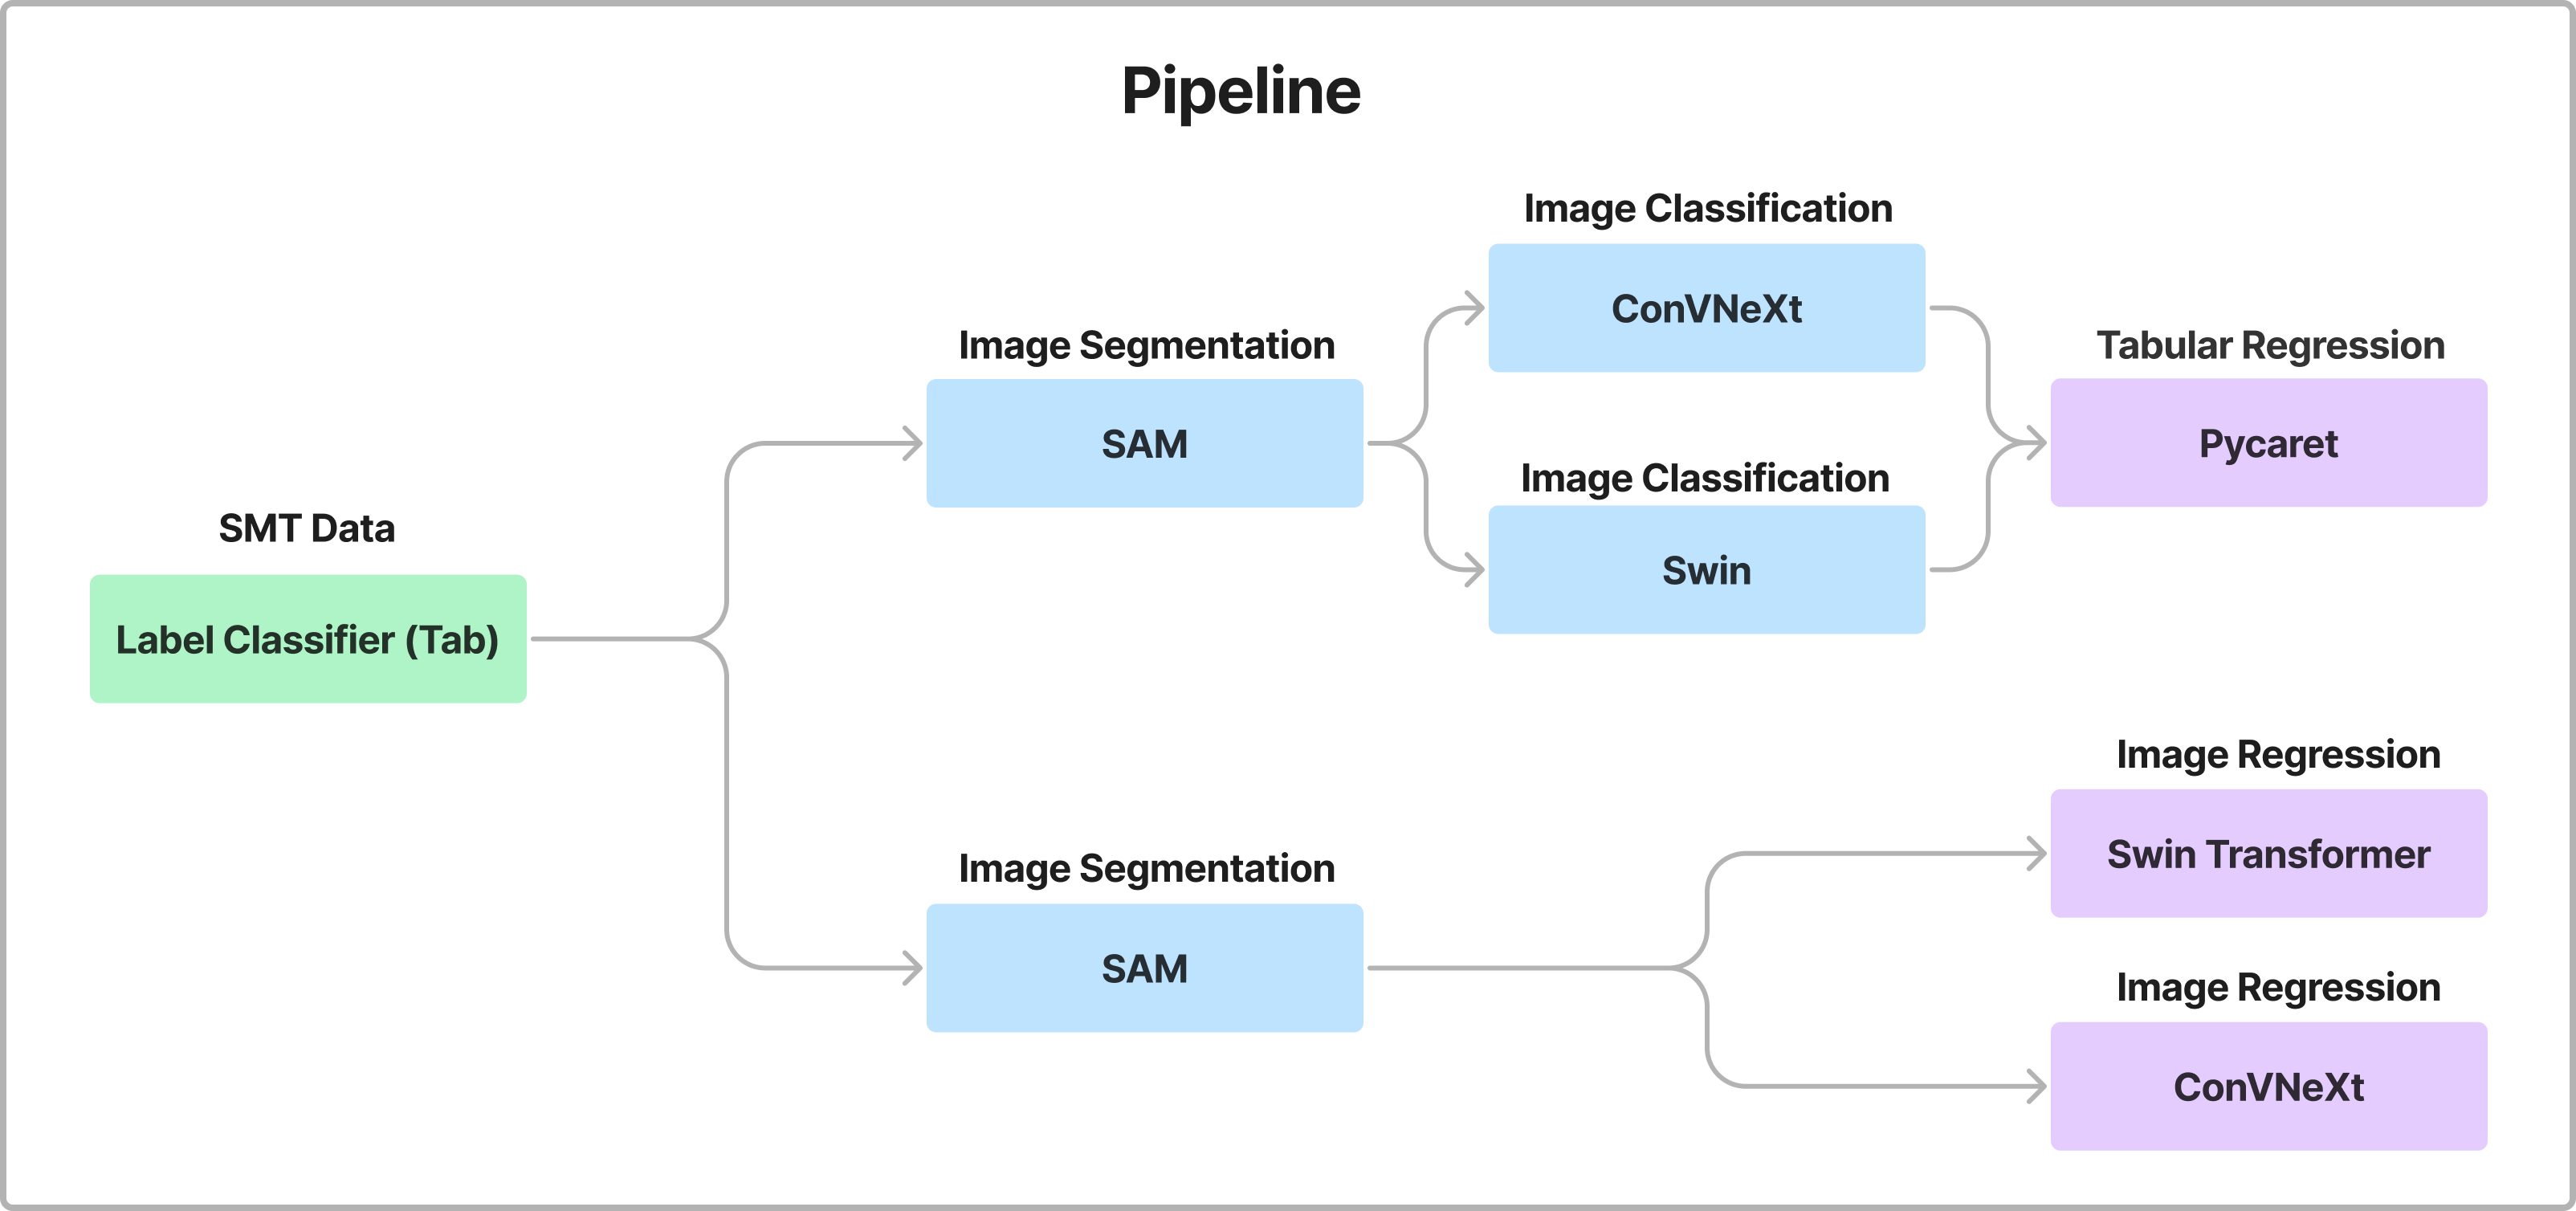 Pipeline
SMT Data
Label Classifier (Tab)
Image Segmentation
SAM
Image Classification
ConVNeXt
Image Classification
Swin
Tabular Regression
Pycaret
Image Segmentation
SAM
Image Regression
Swin Transformer
Image Regression
ConVNeXt